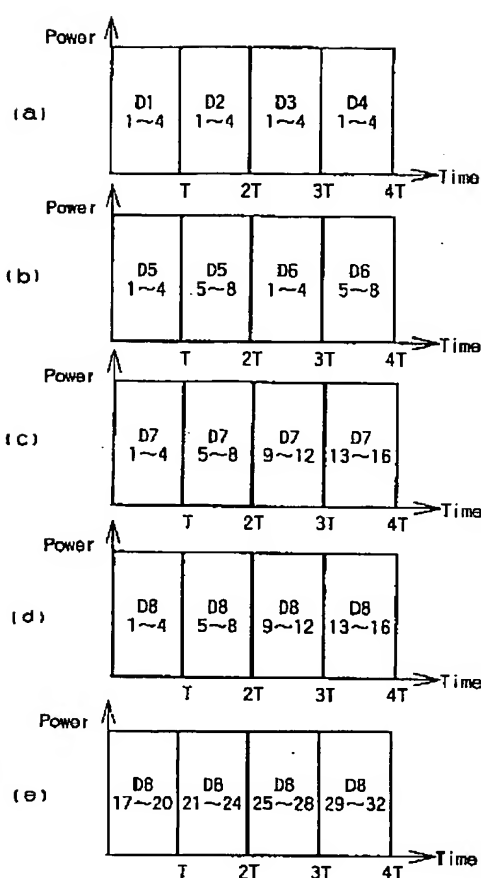 Power
(a)
D1 D2 D3 D4
1~4 1~4 1~4 1~4
Time
T 2T 3T 4T
Power
(b)
D5 D5 D6 D6
1~4 5~8 1~4 5~8
Time
T 2T 3T 4T
Power
(c)
D7 D7 D7 D7
1~4 5~8 9~12 13~16
Time
T 2T 3T 4T
Power
(d)
D8 D8 D8 D8
1~4 5~8 9~12 13~16
Time
T 2T 3T 4T
Power
(e)
D8 D8 D8 D8
17~20 21~24 25~28 29~32
Time
T 2T 3T 4T